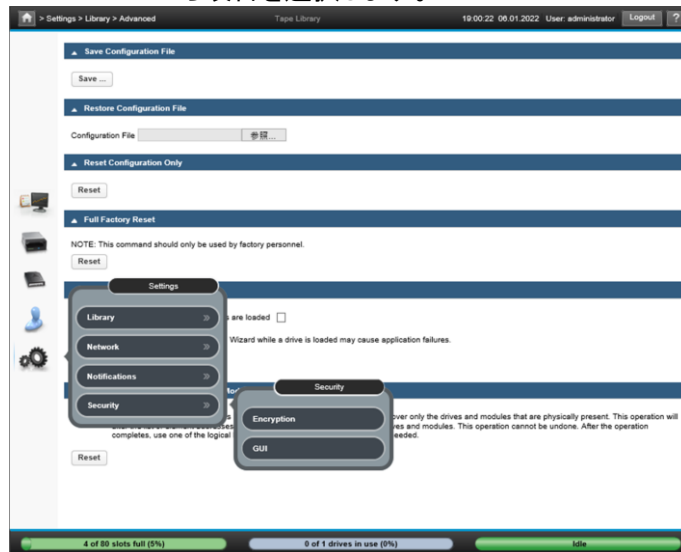 > Settings > Library > Advanced
Tape Library
19:00:22 06.01.2022 User: administrator
Logout
?
Save Configuration File
Save ...
Restore Configuration File
Configuration File
参照...
Reset Configuration Only
Reset
Full Factory Reset
NOTE: This command should only be used by factory personnel.
Reset
Settings
Library
are loaded
Wizard while a drive is loaded may cause application failures.
Network
Notifications
Security
Security
Encryption
GUI
over only the drives and modules that are physically present. This operation will
and modules. This operation cannot be undone. After the operation
completes, use one of the logical
needed.
Reset
4 of 80 slots full (5%)
0 of 1 drives in use (0%)
Idle